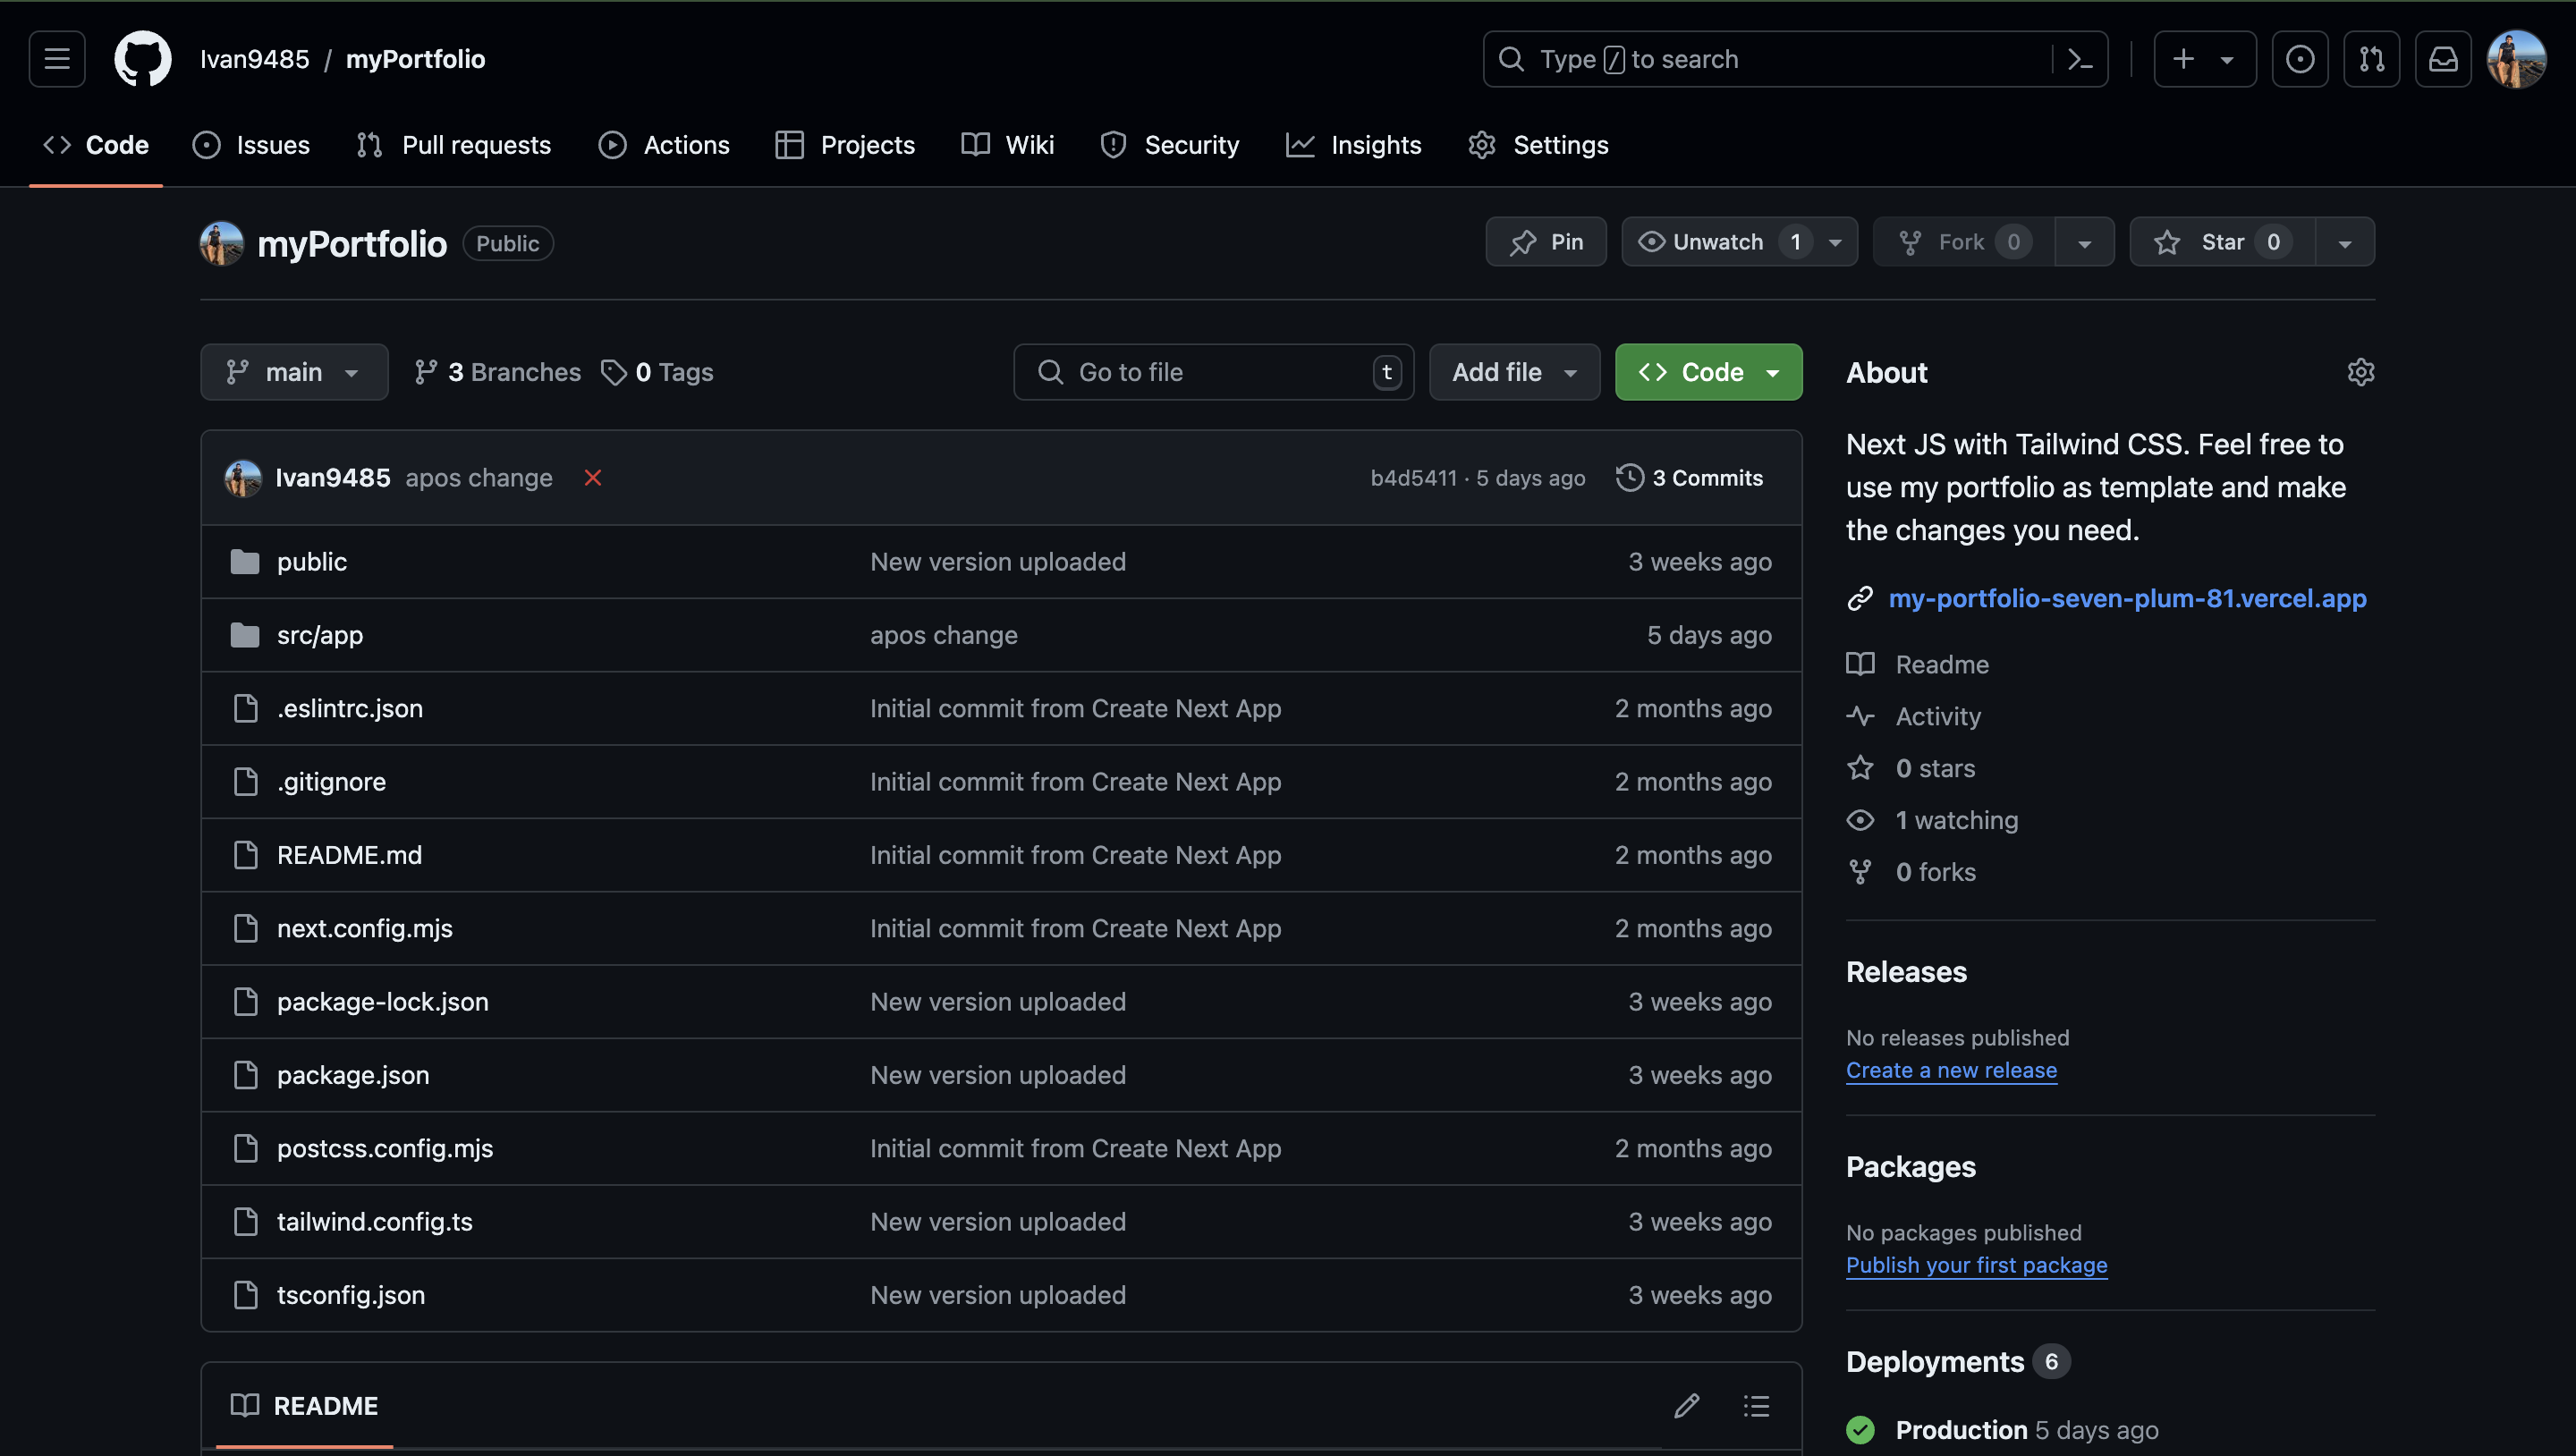 Ivan9485 / myPortfolio
Type / to search
Code Issues Pull requests Actions Projects Wiki Security Insights Settings
myPortfolio Public
Pin Unwatch 1 Fork 0 Star 0
main 3 Branches 0 Tags
Go to file t Add file Code
Ivan9485 apos change b4d5411 · 5 days ago 3 Commits
public New version uploaded 3 weeks ago
src/app apos change 5 days ago
.eslintrc.json Initial commit from Create Next App 2 months ago
.gitignore Initial commit from Create Next App 2 months ago
README.md Initial commit from Create Next App 2 months ago
next.config.mjs Initial commit from Create Next App 2 months ago
package-lock.json New version uploaded 3 weeks ago
package.json New version uploaded 3 weeks ago
postcss.config.mjs Initial commit from Create Next App 2 months ago
tailwind.config.ts New version uploaded 3 weeks ago
tsconfig.json New version uploaded 3 weeks ago
README
About
Next JS with Tailwind CSS. Feel free to
use my portfolio as template and make
the changes you need.
my-portfolio-seven-plum-81.vercel.app
Readme
Activity
0 stars
1 watching
0 forks
Releases
No releases published
Create a new release
Packages
No packages published
Publish your first package
Deployments 6
Production 5 days ago